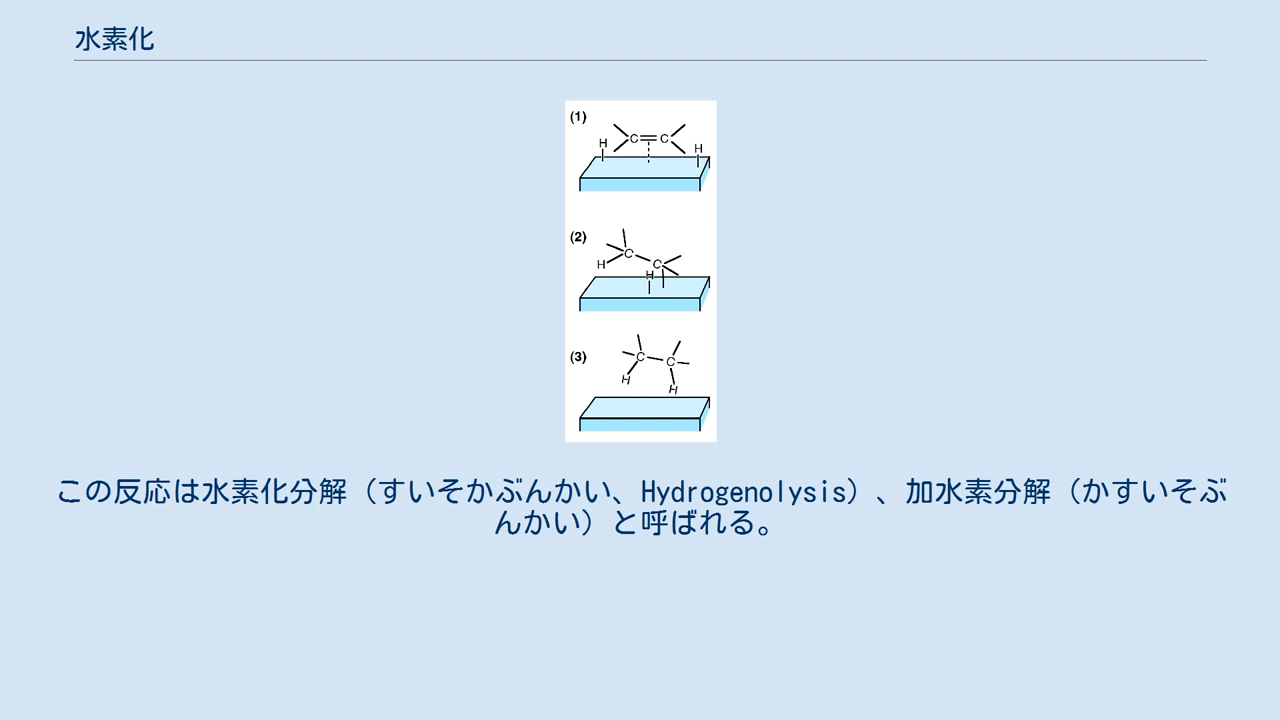 水素化
(1)
C C
H H
(2)
C
H C
H
(3)
C C
H
H
この反応は水素化分解（すいそかぶんかい、Hydrogenolysis）、加水素分解（かすいそぶ
んかい）と呼ばれる。